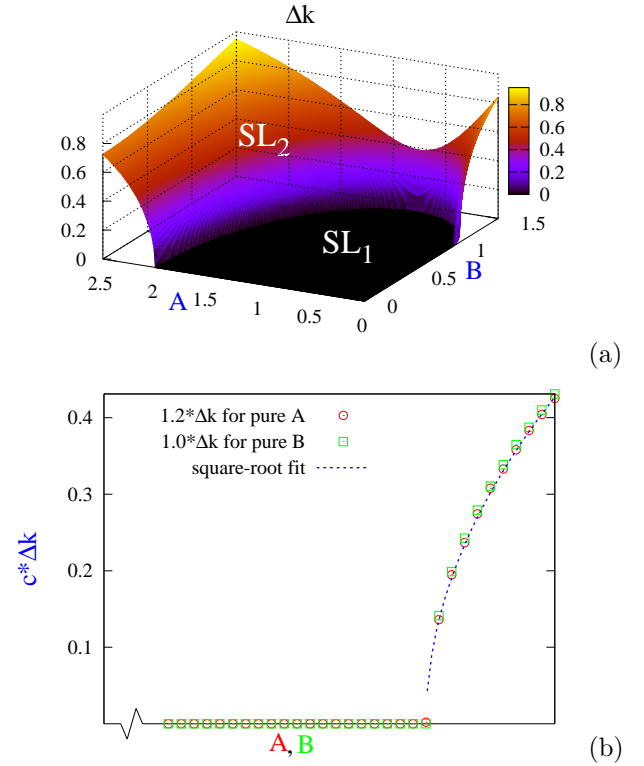 Δk
0.8
0.6
0.4
0.2
0
SL₂
SL₁
0.8
0.6
0.4
0.2
0
2.5
2
1.5
1
0.5
0
A
0
0.5
1
1.5
B
(a)
0.4
0.3
0.2
0.1
c*Δk
1.2*Δk for pure A
1.0*Δk for pure B
square-root fit
A, B
(b)